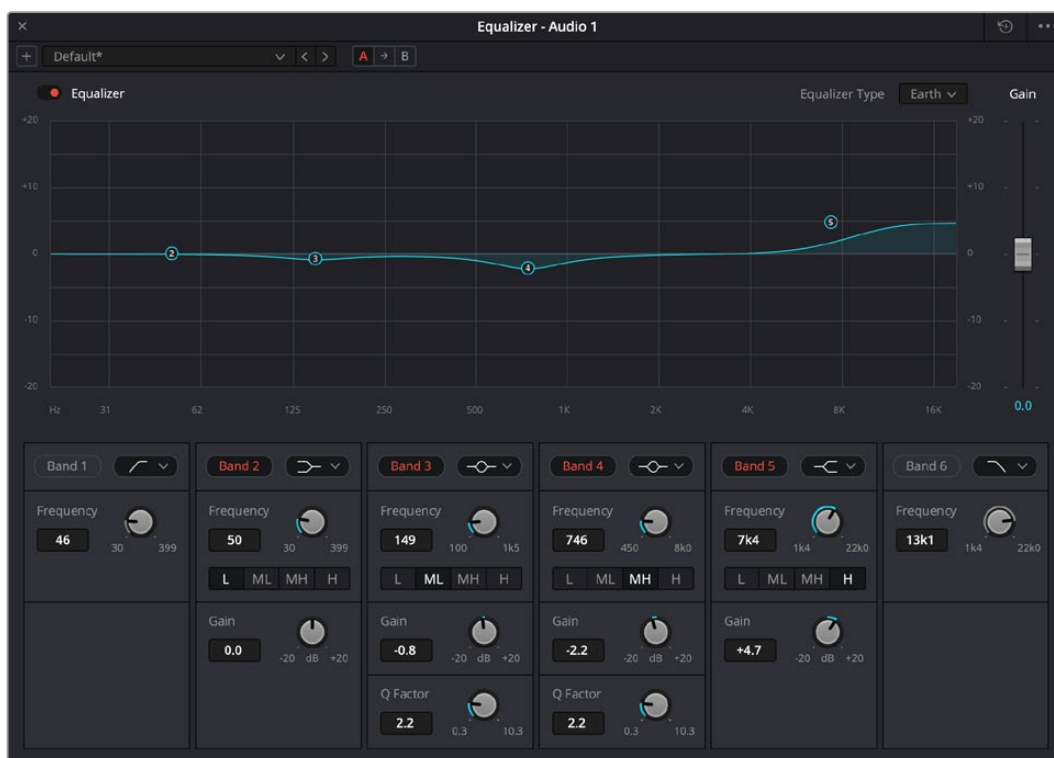 Equalizer - Audio 1
Default*
A B
Equalizer Equalizer Type Earth Gain
+20 +20
+10 +10
2 3 4 5
0 0
-10 -10
-20 -20
Hz 31 62 125 250 500 1K 2K 4K 8K 16K 0.0
Band 1 Band 2 Band 3 Band 4 Band 5 Band 6
Frequency Frequency Frequency Frequency Frequency Frequency
46 50 149 746 7k4 13k1
30 399 30 399 100 1k5 450 8k0 1k4 22k0 1k4 22k0
L ML MH H L ML MH H L ML MH H L ML MH H
Gain Gain Gain Gain
0.0 -0.8 -2.2 +4.7
-20 dB +20 -20 dB +20 -20 dB +20 -20 dB +20
Q Factor Q Factor
2.2 2.2
0.3 10.3 0.3 10.3